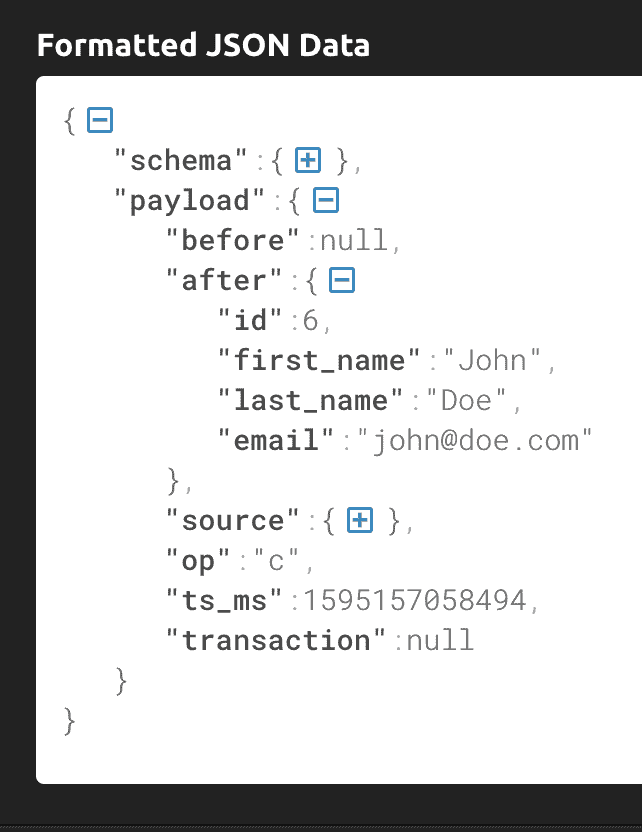 Formatted JSON Data
{
"schema":{ },
"payload":{
"before":null,
"after":{
"id":6,
"first_name":"John",
"last_name":"Doe",
"email":"john@doe.com"
},
"source":{ },
"op":"c",
"ts_ms":1595157058494,
"transaction":null
}
}